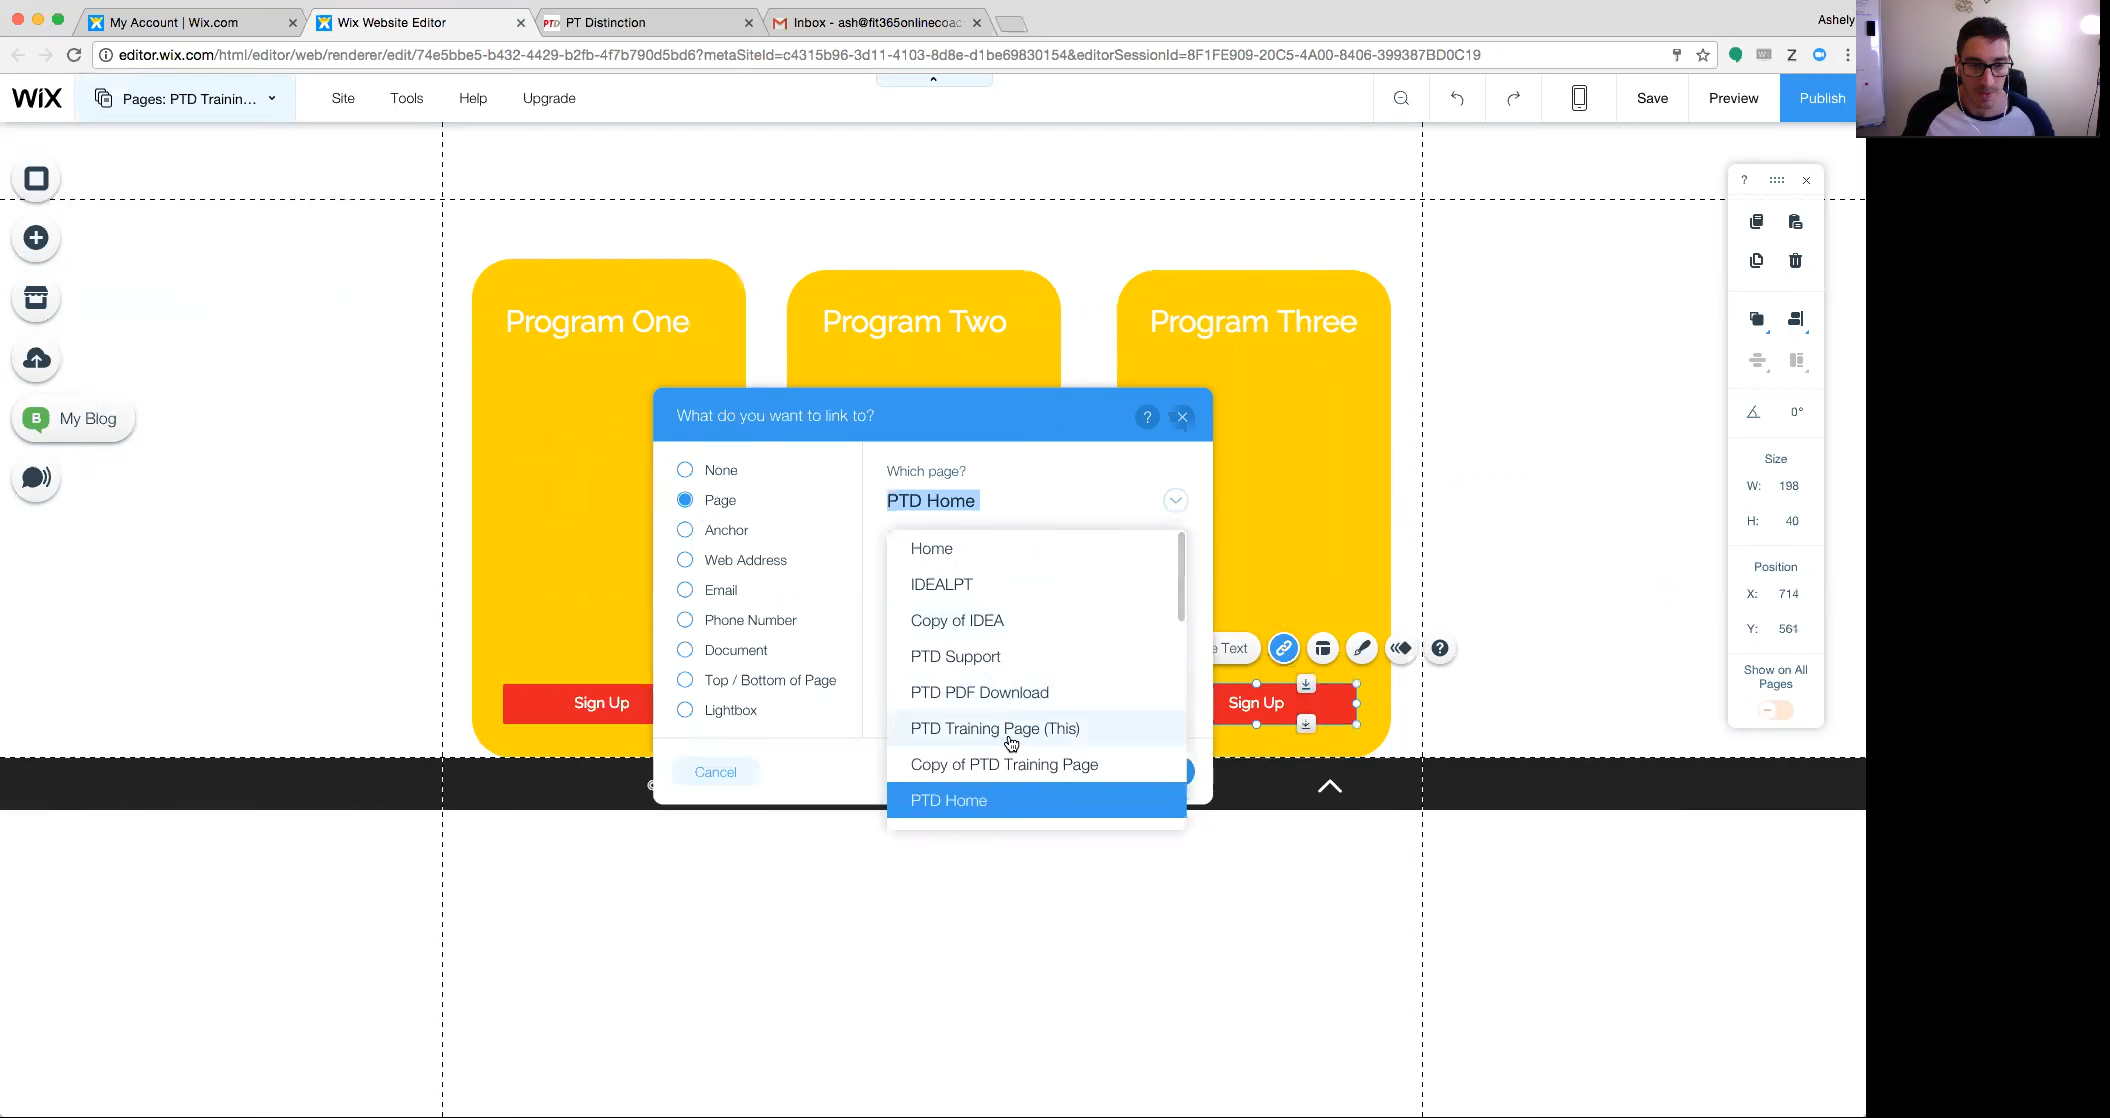 My Account | Wix.com
Wix Website Editor
PTD PT Distinction
Inbox - ash@fit365onlinecoac
Ashely
editor.wix.com/html/editor/web/renderer/edit/74e5bbe5-b432-4429-b2fb-4f7b790d5bd6?metaSiteId=c4315b96-3d11-4103-8d8e-d1be69830154&editorSessionId=8F1FE909-20C5-4A00-8406-399387BD0C19
Z
WiX
Pages: PTD Trainin...
Site
Tools
Help
Upgrade
Save
Preview
Publish
B My Blog
Program One
Program Two
Program Three
What do you want to link to?
?
None
Page
Anchor
Web Address
Email
Phone Number
Document
Top / Bottom of Page
Lightbox
Cancel
Which page?
PTD Home
Home
IDEALPT
Copy of IDEA
PTD Support
PTD PDF Download
PTD Training Page (This)
Copy of PTD Training Page
PTD Home
e Text
?
Sign Up
Sign Up
?
0°
Size
W: 198
H: 40
Position
X: 714
Y: 561
Show on All
Pages